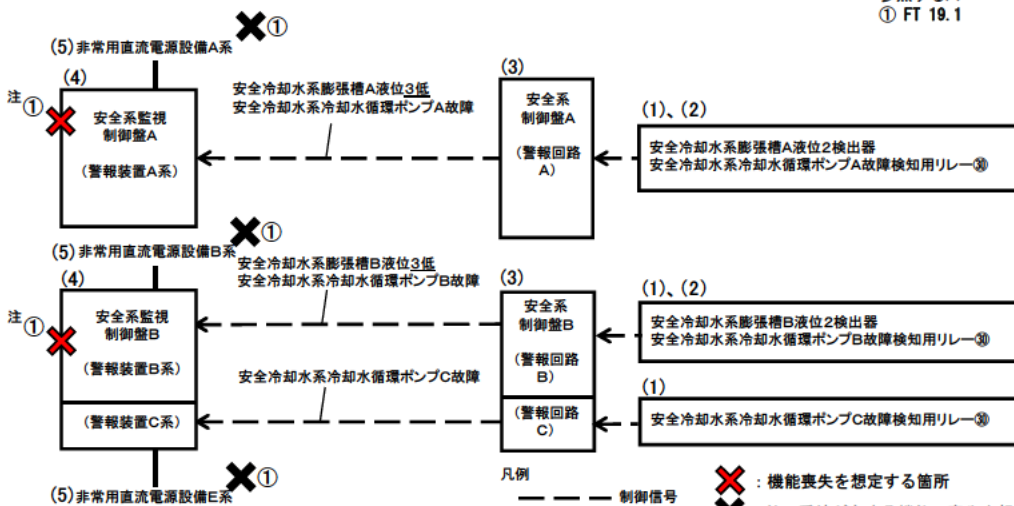 ① FT 19.1
①
(5)非常用直流電源設備A系
(4)
注①
安全系監視
制御盤A
(警報装置A系)
安全冷却水系膨張槽A液位3低
安全冷却水系冷却水循環ポンプA故障
(3)
安全系
制御盤A
(警報回路
A)
(1)、(2)
安全冷却水系膨張槽A液位2検出器
安全冷却水系冷却水循環ポンプA故障検知用リレー㉚
①
(5)非常用直流電源設備B系
(4)
注①
安全系監視
制御盤B
(警報装置B系)
(警報装置C系)
安全冷却水系膨張槽B液位3低
安全冷却水系冷却水循環ポンプB故障
安全冷却水系冷却水循環ポンプC故障
(3)
安全系
制御盤B
(警報回路
B)
(警報回路
C)
(1)、(2)
安全冷却水系膨張槽B液位2検出器
安全冷却水系冷却水循環ポンプB故障検知用リレー㉚
(1)
安全冷却水系冷却水循環ポンプC故障検知用リレー㉚
①
(5)非常用直流電源設備E系
凡例
制御信号
:機能喪失を想定する箇所